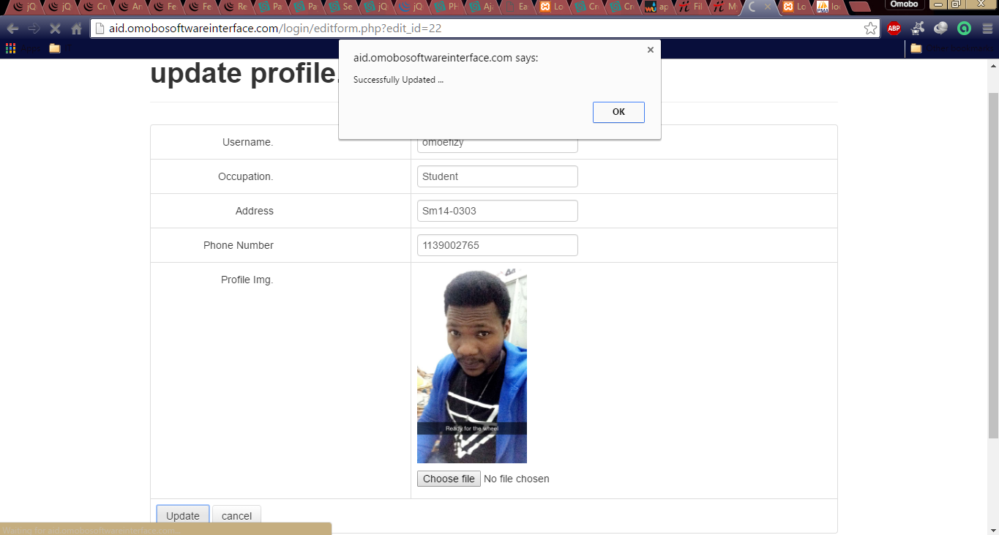 jQ
jQ
Cr
Ar
Fe
Fe
Re
Pa
Pa
Se
jQ
jQ
PH
Aja
Ea
Lo
Cr
Cr
ap
Fil
M
C
Lo
loc
Omobo
aid.omobosoftwareinterface.com/login/editform.php?edit_id=22
ABP
aid.omobosoftwareinterface.com says:
Successfully Updated ...
OK
update profile.
Username.
omoefizy
Occupation.
Student
Address
Sm14-0303
Phone Number
1139002765
Profile Img.
Ready for the wheel
Choose file No file chosen
Update
cancel
Waiting for aid.omobosoftwareinterface.com...